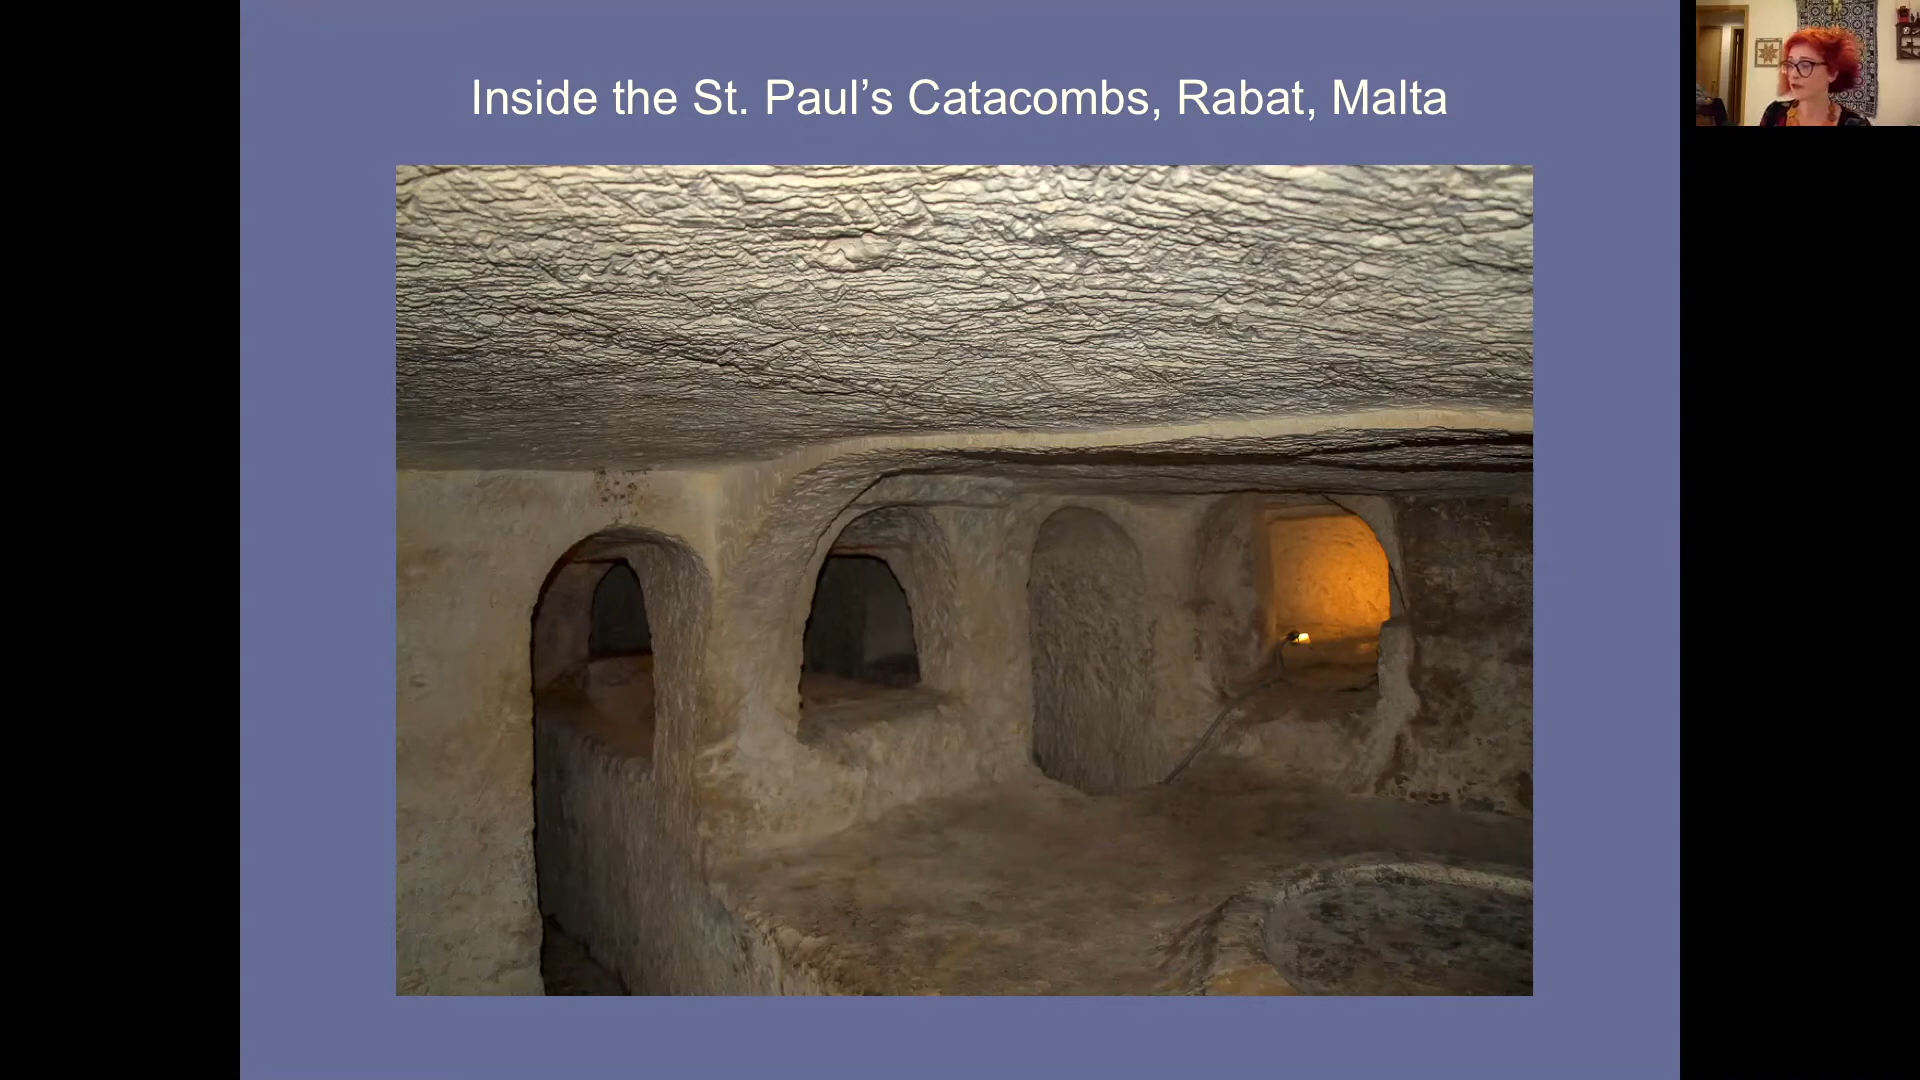 Inside the St. Paul’s Catacombs, Rabat, Malta